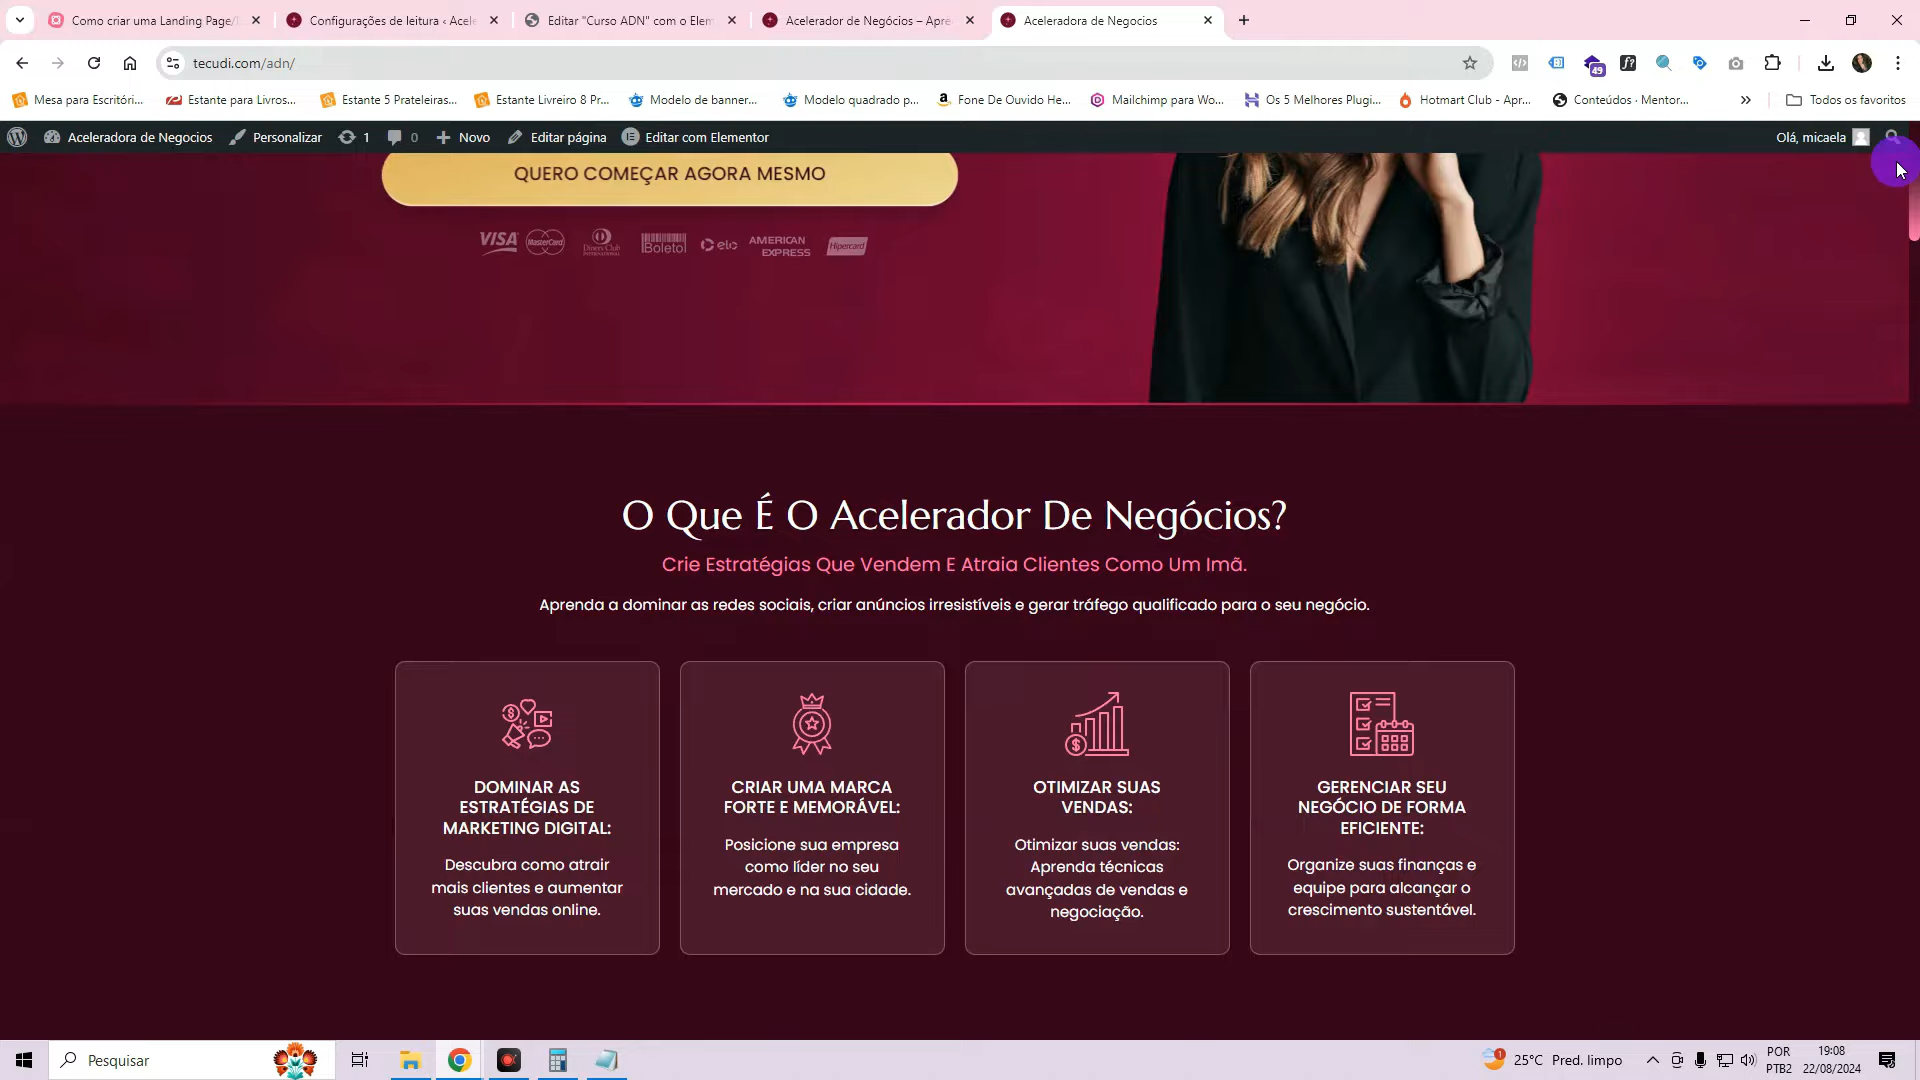 Como criar uma Landing Page/
Configurações de leitura ‹ Acele
Editar "Curso ADN" com o Elem
Acelerador de Negócios – Apre
Aceleradora de Negocios
tecudi.com/adn/
49
Mesa para Escritóri...
Estante para Livros...
Estante 5 Prateleiras...
Estante Livreiro 8 Pr...
Modelo de banner...
Modelo quadrado p...
Fone De Ouvido He...
Mailchimp para Wo...
Os 5 Melhores Plugi...
Hotmart Club - Apr...
Conteúdos · Mentor...
Todos os favoritos
Aceleradora de Negocios
Personalizar
1
0
Novo
Editar página
Editar com Elementor
Olá, micaela
QUERO COMEÇAR AGORA MESMO
VISA
MasterCard
Diners Club
INTERNATIONAL
Boleto
elo
AMERICAN
EXPRESS
Hipercard
O Que É O Acelerador De Negócios?
Crie Estratégias Que Vendem E Atraia Clientes Como Um Imã.
Aprenda a dominar as redes sociais, criar anúncios irresistíveis e gerar tráfego qualificado para o seu negócio.
DOMINAR AS
ESTRATÉGIAS DE
MARKETING DIGITAL:
Descubra como atrair
mais clientes e aumentar
suas vendas online.
CRIAR UMA MARCA
FORTE E MEMORÁVEL:
Posicione sua empresa
como líder no seu
mercado e na sua cidade.
OTIMIZAR SUAS
VENDAS:
Otimizar suas vendas:
Aprenda técnicas
avançadas de vendas e
negociação.
GERENCIAR SEU
NEGÓCIO DE FORMA
EFICIENTE:
Organize suas finanças e
equipe para alcançar o
crescimento sustentável.
Pesquisar
1
25°C Pred. limpo
POR
PTB2
19:08
22/08/2024